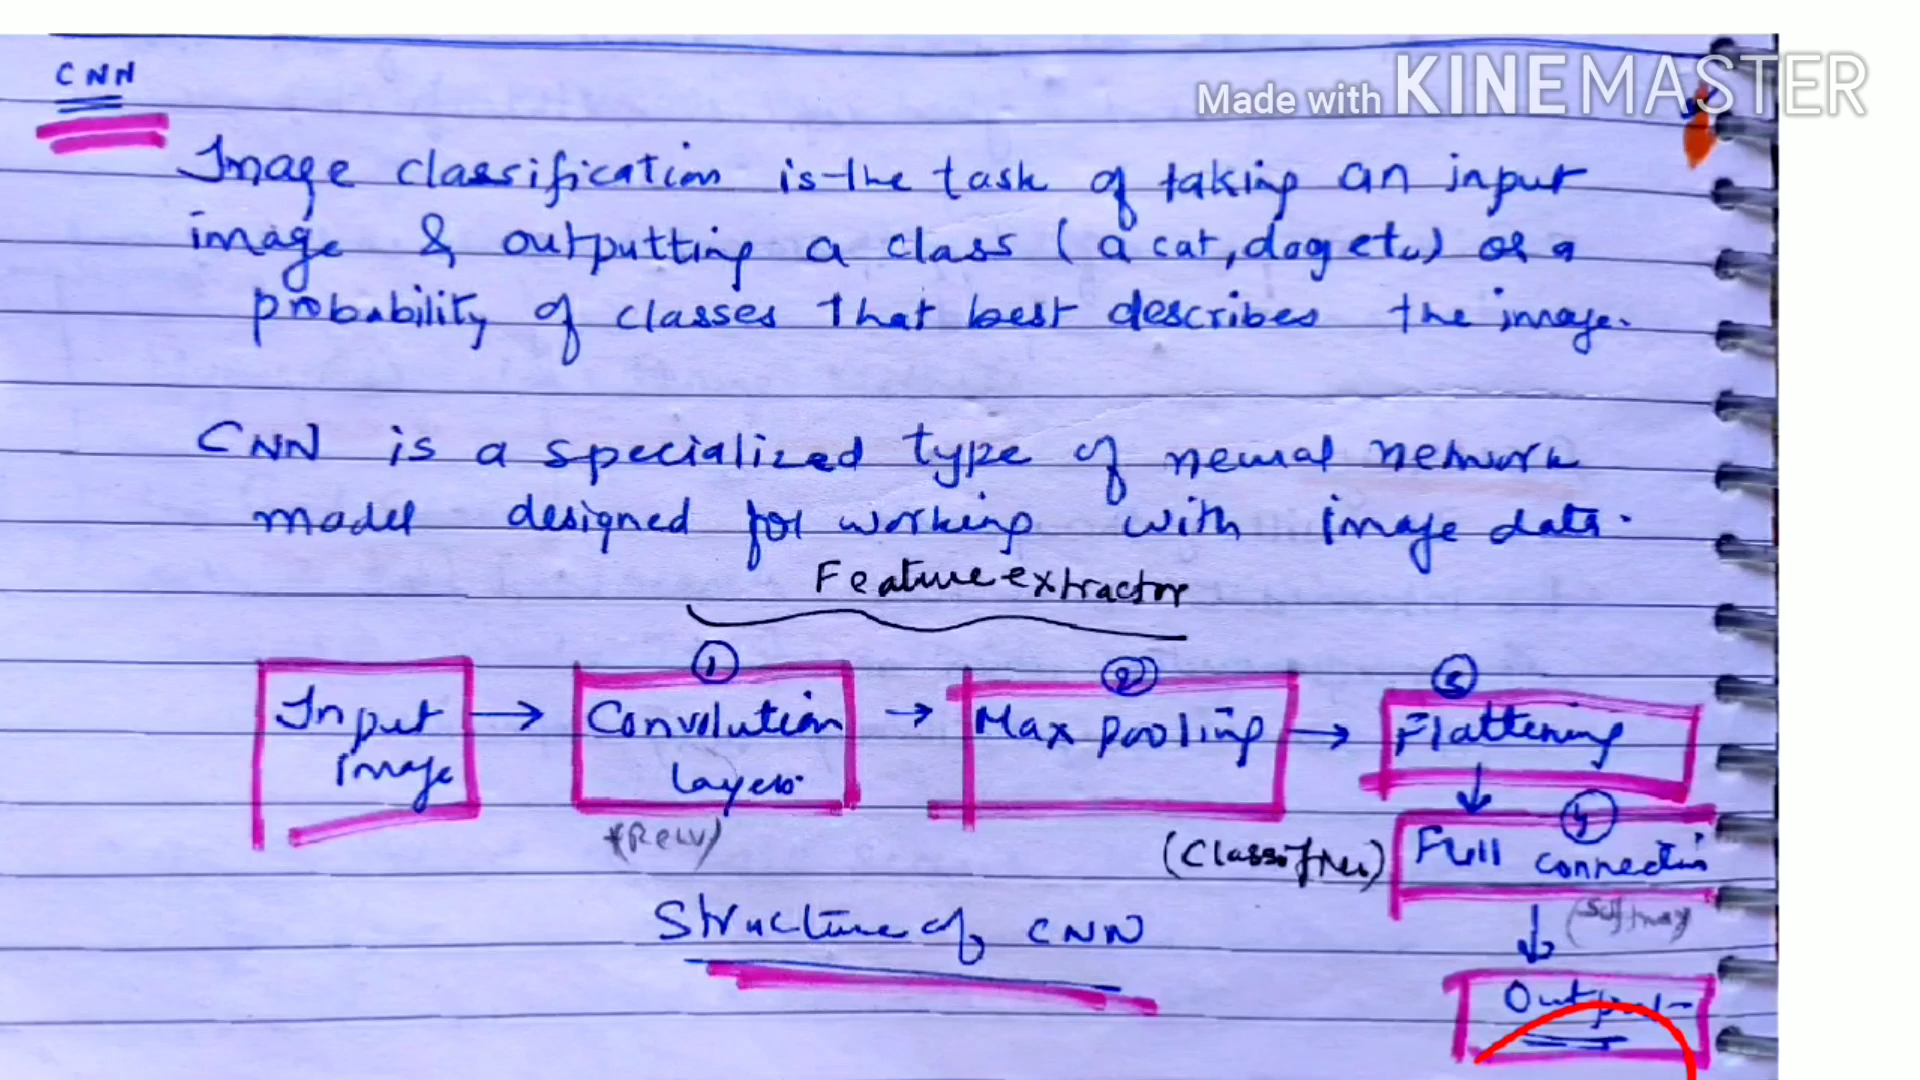 CNN
Made with KINEMASTER
Image classification is the task of taking an input
image & outputting a class (a cat, dog etc) or a
probability of classes that best describes the image.
CNN is a specialized type of neural network
model designed for working with image data.
Feature extractor
1
2
3
Input
image
Convolution
layers
Max pooling
Flattening
(Relu)
4
(Classifier)
Full connection
(Softmax
Structure of CNN
Output